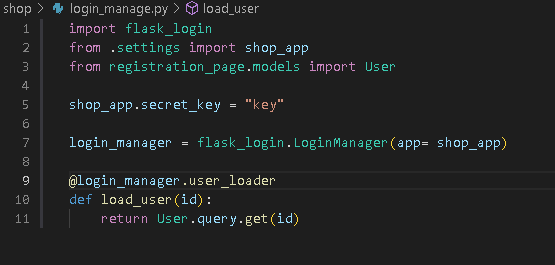 shop > login_manage.py > load_user
1 import flask_login
2 from .settings import shop_app
3 from registration_page.models import User
4
5 shop_app.secret_key = "key"
6
7 login_manager = flask_login.LoginManager(app= shop_app)
8
9 @login_manager.user_loader
10 def load_user(id):
11     return User.query.get(id)